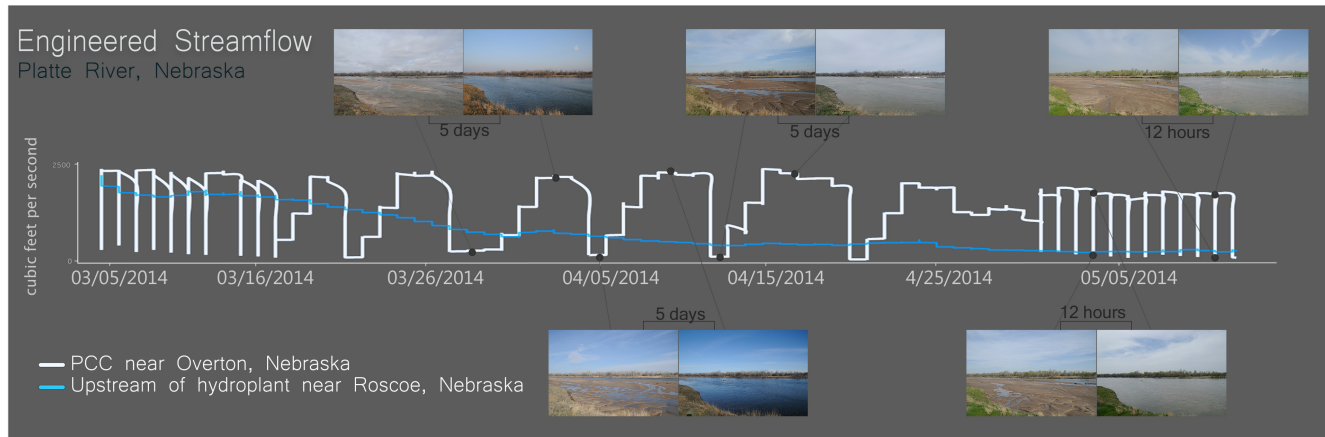 Engineered Streamflow
Platte River, Nebraska
5 days
5 days
12 hours
cubic feet per second
2500
0
03/05/2014
03/16/2014
03/26/2014
04/05/2014
04/15/2014
4/25/2014
05/05/2014
5 days
12 hours
PCC near Overton, Nebraska
Upstream of hydroplant near Roscoe, Nebraska